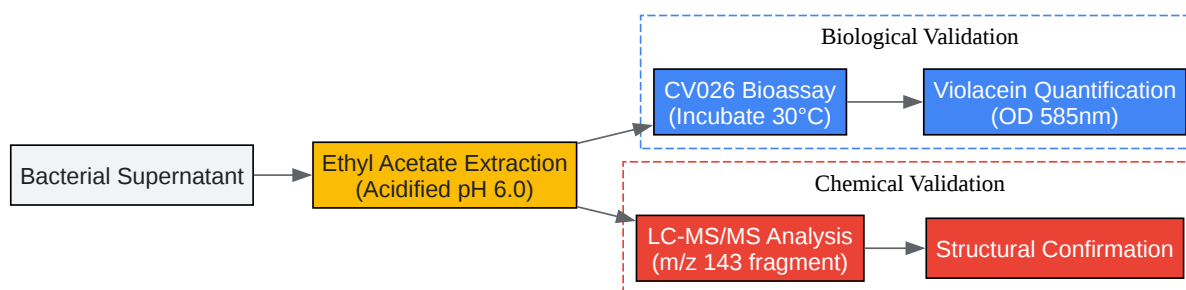 Bacterial Supernatant
Ethyl Acetate Extraction
(Acidified pH 6.0)
Biological Validation
CV026 Bioassay
(Incubate 30°C)
Violacein Quantification
(OD 585nm)
Chemical Validation
LC-MS/MS Analysis
(m/z 143 fragment)
Structural Confirmation